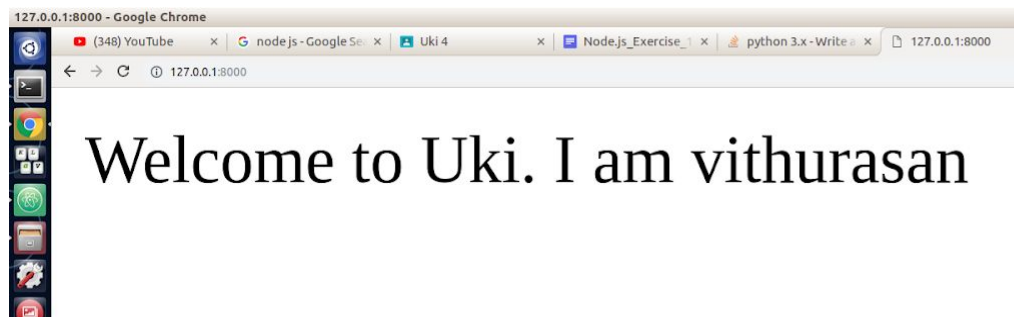 127.0.0.1:8000 - Google Chrome
(348) YouTube
node js - Google Sea
Uki 4
Node.js_Exercise_1
python 3.x - Write a
127.0.0.1:8000
127.0.0.1:8000
Welcome to Uki. I am vithurasan